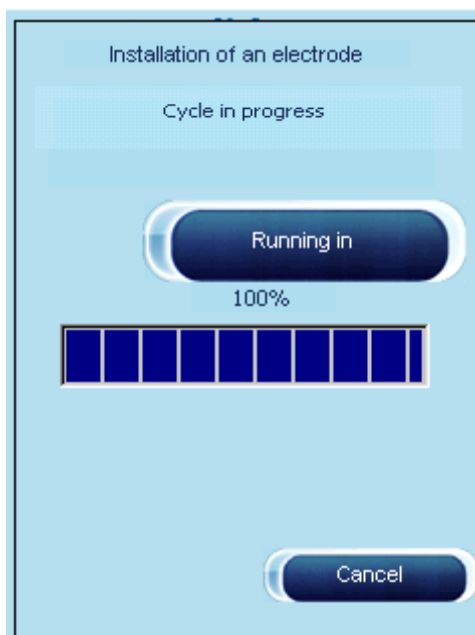 Installation of an electrode
Cycle in progress
Running in
100%
Cancel